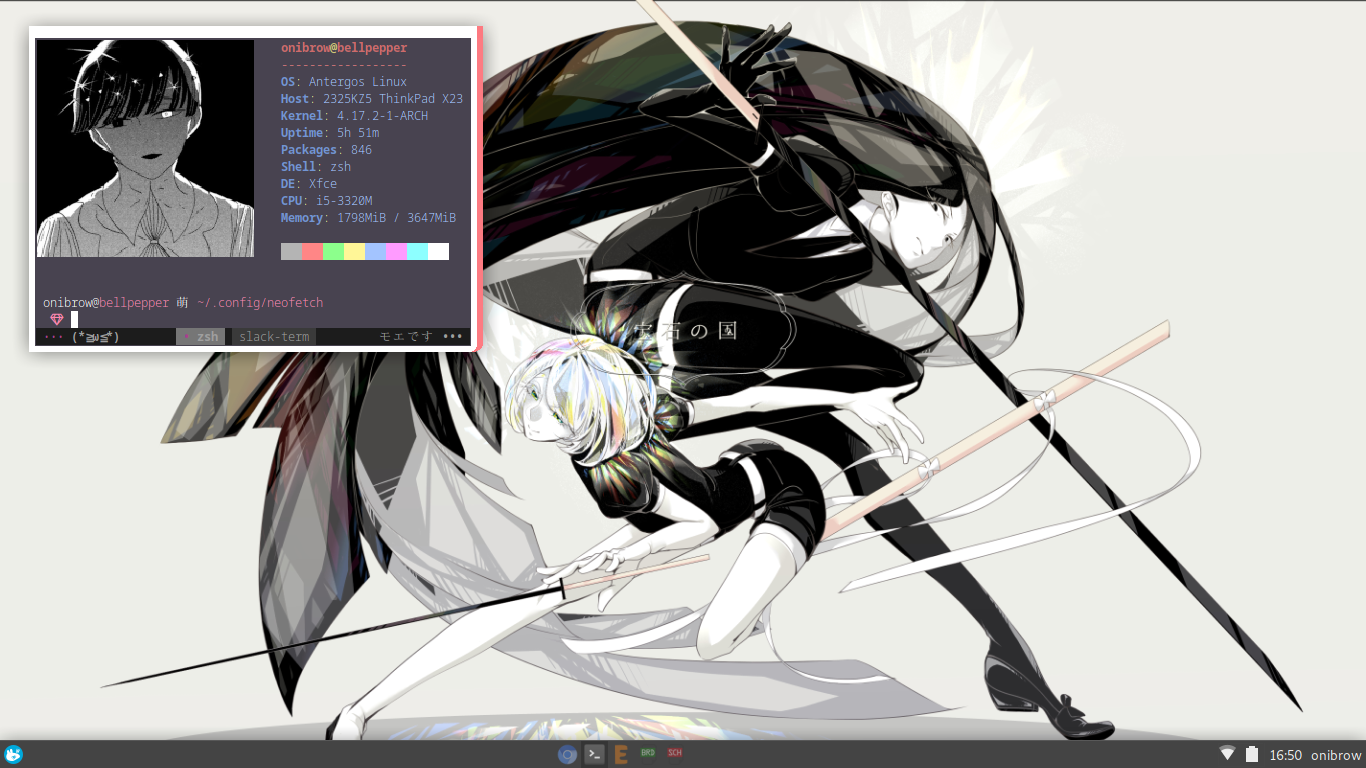 onibrow@bellpepper
-----------------
OS: Antergos Linux
Host: 2325KZ5 ThinkPad X23
Kernel: 4.17.2-1-ARCH
Uptime: 5h 51m
Packages: 846
Shell: zsh
DE: Xfce
CPU: i5-3320M
Memory: 1798MiB / 3647MiB
onibrow@bellpepper 萌 ~/.config/neofetch
••• (*≧ω≦*) • zsh slack-term モエです •••
宝石の国
BRD SCH 16:50 onibrow